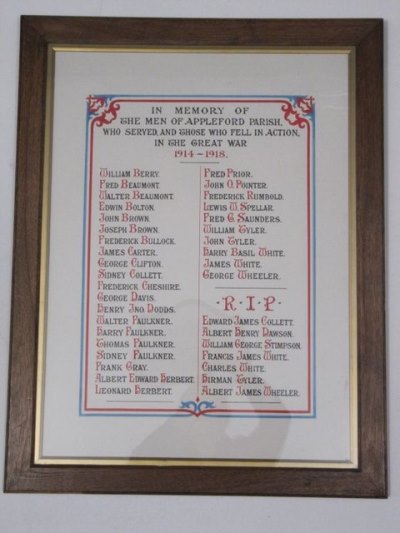 IN MEMORY OF
THE MEN OF APPLEFORD PARISH,
WHO SERVED, AND THOSE WHO FELL IN ACTION,
IN THE GREAT WAR
1914~1918.
WILLIAM BERRY.
FRED BEAUMONT.
WALTER BEAUMONT.
EDWIN BOLTON.
JOHN BROWN.
JOSEPH BROWN.
FREDERICK BULLOCK.
JAMES CARTER.
GEORGE CLIFTON.
SIDNEY COLLETT.
FREDERICK CHESHIRE.
GEORGE DAVIS.
HENRY JNO. DODDS.
WALTER FAULKNER.
HARRY FAULKNER.
THOMAS FAULKNER.
SIDNEY FAULKNER.
FRANK GRAY.
ALBERT EDWARD HERBERT.
LEONARD HERBERT.
FRED PRIOR.
JOHN O. POINTER.
FREDERICK RUMBOLD.
LEWIS W. SPELLAR.
FRED G. SAUNDERS.
WILLIAM TYLER.
JOHN TYLER.
HARRY BASIL WHITE.
JAMES WHITE.
GEORGE WHEELER.
· R · I · P ·
EDWARD JAMES COLLETT.
ALBERT HENRY DAWSON.
WILLIAM GEORGE STIMPSON.
FRANCIS JAMES WHITE.
CHARLES WHITE.
HIRMAN TYLER.
ALBERT JAMES WHEELER.